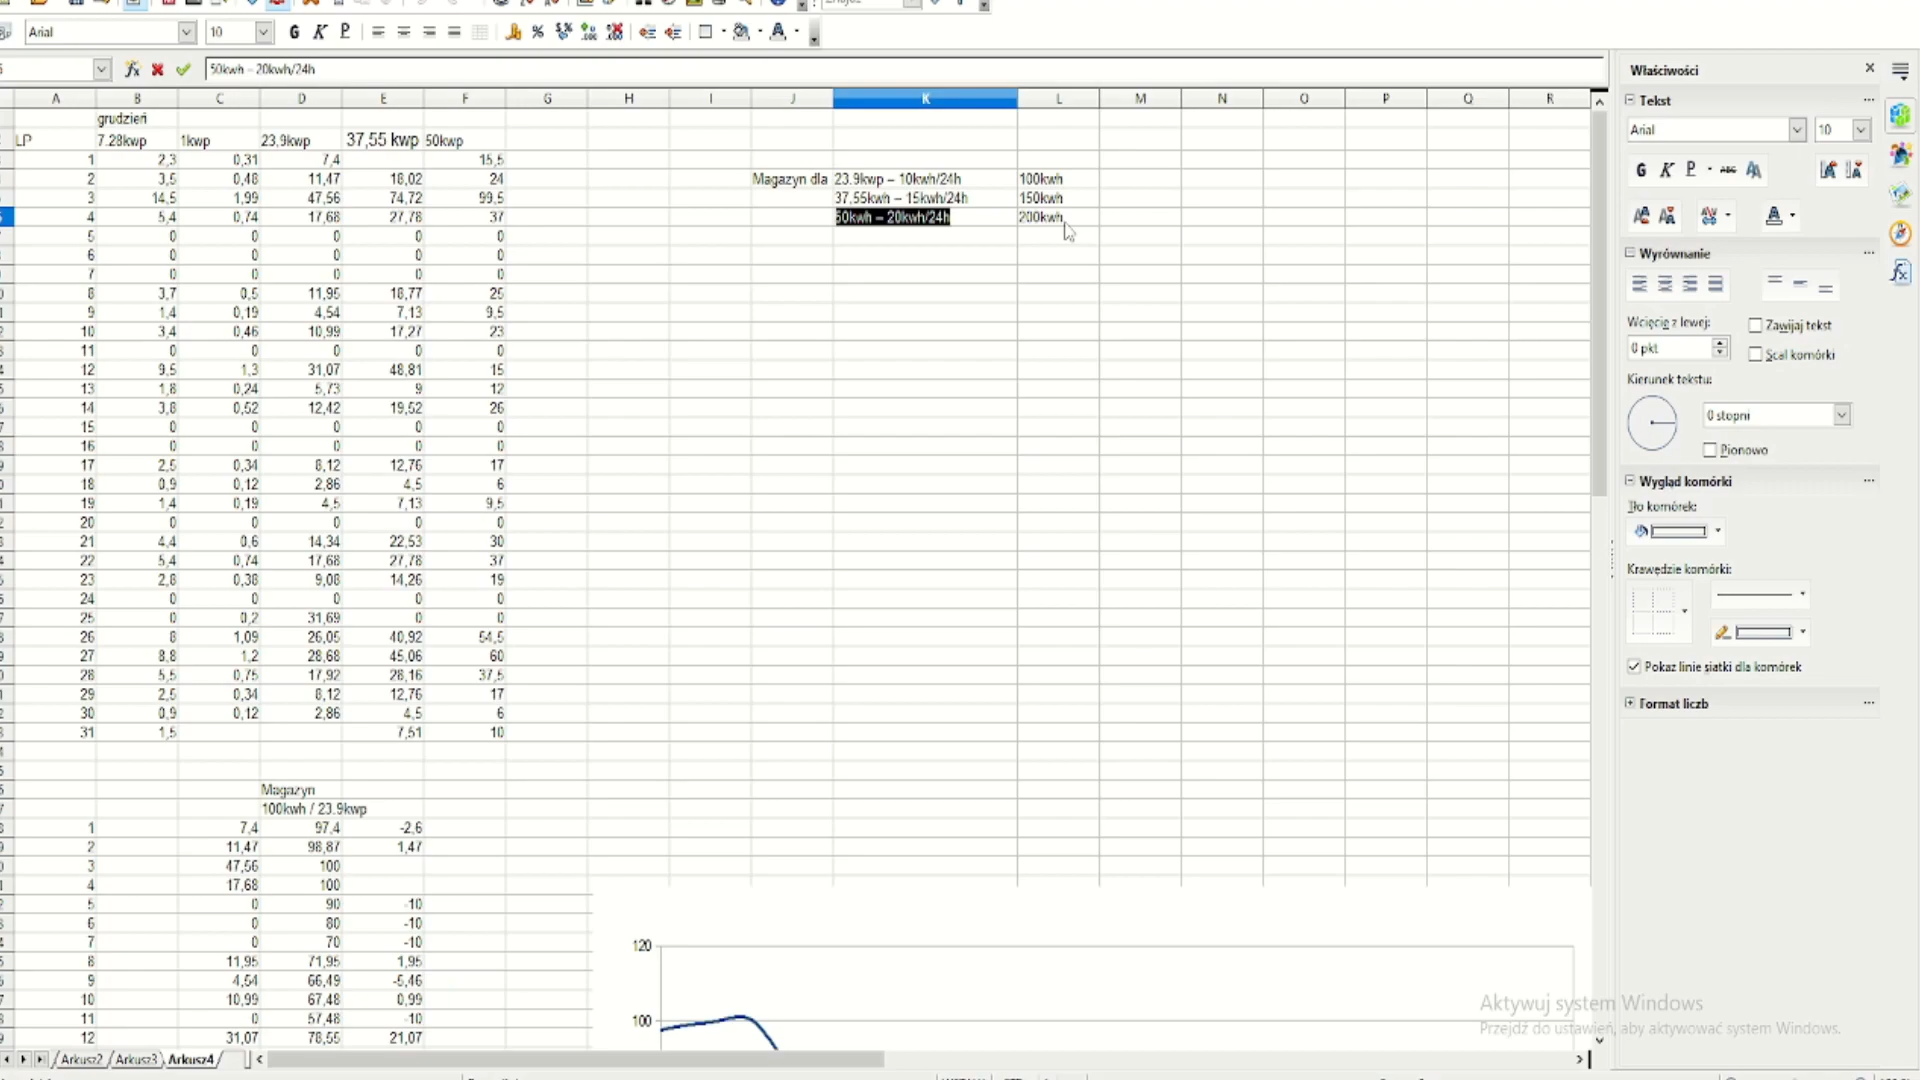 Arial 10 G K P %
50kwh – 20kwh/24h
Właściwości
A B C D E F G H I J K L M N O P Q R
grudzień
LP 7.28kwp 1kwp 23.9kwp 37,55 kwp 50kwp
1 2,3 0,31 7,4 15,5
2 3,5 0,48 11,47 18,02 24 Magazyn dla 23.9kwp – 10kwh/24h 100kwh
3 14,5 1,99 47,56 74,72 99,5 37.55kwh – 15kwh/24h 150kwh
4 5,4 0,74 17,68 27,78 37 50kwh – 20kwh/24h 200kwh
5 0 0 0 0 0
6 0 0 0 0 0
7 0 0 0 0 0
8 3,7 0,5 11,95 18,77 25
9 1,4 0,19 4,54 7,13 9,5
10 3,4 0,46 10,99 17,27 23
11 0 0 0 0 0
12 9,5 1,3 31,07 48,81 15
13 1,8 0,24 5,73 9 12
14 3,8 0,52 12,42 19,52 26
15 0 0 0 0 0
16 0 0 0 0 0
17 2,5 0,34 8,12 12,76 17
18 0,9 0,12 2,86 4,5 6
19 1,4 0,19 4,5 7,13 9,5
20 0 0 0 0 0
21 4,4 0,6 14,34 22,53 30
22 5,4 0,74 17,68 27,78 37
23 2,8 0,38 9,08 14,26 19
24 0 0 0 0 0
25 0 0,2 31,69 0 0
26 8 1,09 26,05 40,92 54,5
27 8,8 1,2 28,68 45,06 60
28 5,5 0,75 17,92 28,16 37,5
29 2,5 0,34 8,12 12,76 17
30 0,9 0,12 2,86 4,5 6
31 1,5 7,51 10
Magazyn
100kwh / 23.9kwp
1 7,4 97,4 -2,6
2 11,47 98,87 1,47
3 47,56 100
4 17,68 100
5 0 90 -10
6 0 80 -10
7 0 70 -10
8 11,95 71,95 1,95
9 4,54 66,49 -5,46
10 10,99 67,48 0,99
11 0 57,48 -10
12 31,07 78,55 21,07
120
100
Arkusz2 Arkusz3 Arkusz4
Tekst
Arial 10
G K P ABC A
Wyrównanie
Wcięcie z lewej:
0 pkt
Zawijaj tekst
Scal komórki
Kierunek tekstu:
0 stopni
Pionowo
Wygląd komórki
Tło komórek:
Krawędzie komórki:
Pokaż linie siatki dla komórek
Format liczb
Aktywuj system Windows
Przejdź do ustawień, aby aktywować system Windows.